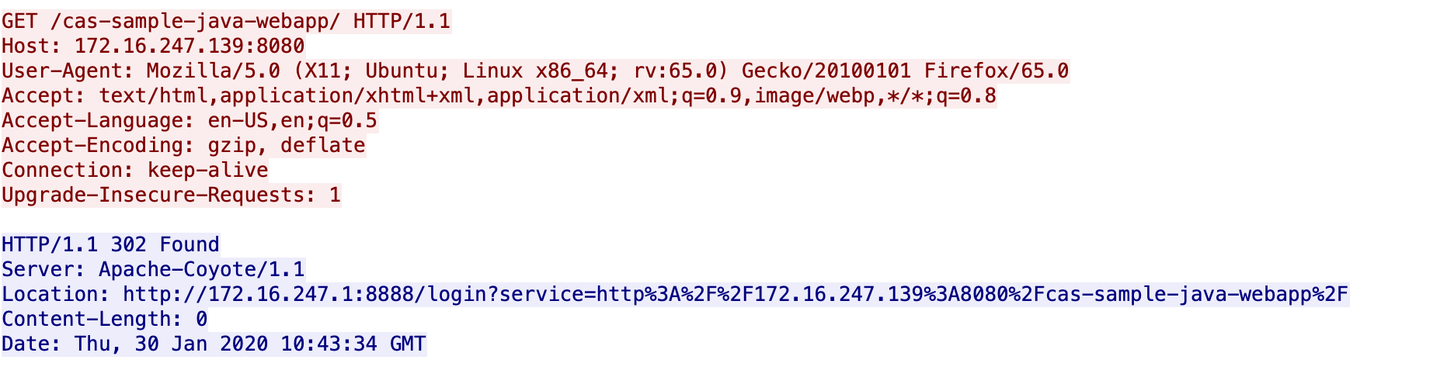 GET /cas-sample-java-webapp/ HTTP/1.1
Host: 172.16.247.139:8080
User-Agent: Mozilla/5.0 (X11; Ubuntu; Linux x86_64; rv:65.0) Gecko/20100101 Firefox/65.0
Accept: text/html,application/xhtml+xml,application/xml;q=0.9,image/webp,*/*;q=0.8
Accept-Language: en-US,en;q=0.5
Accept-Encoding: gzip, deflate
Connection: keep-alive
Upgrade-Insecure-Requests: 1
HTTP/1.1 302 Found
Server: Apache-Coyote/1.1
Location: http://172.16.247.1:8888/login?service=http%3A%2F%2F172.16.247.139%3A8080%2Fcas-sample-java-webapp%2F
Content-Length: 0
Date: Thu, 30 Jan 2020 10:43:34 GMT